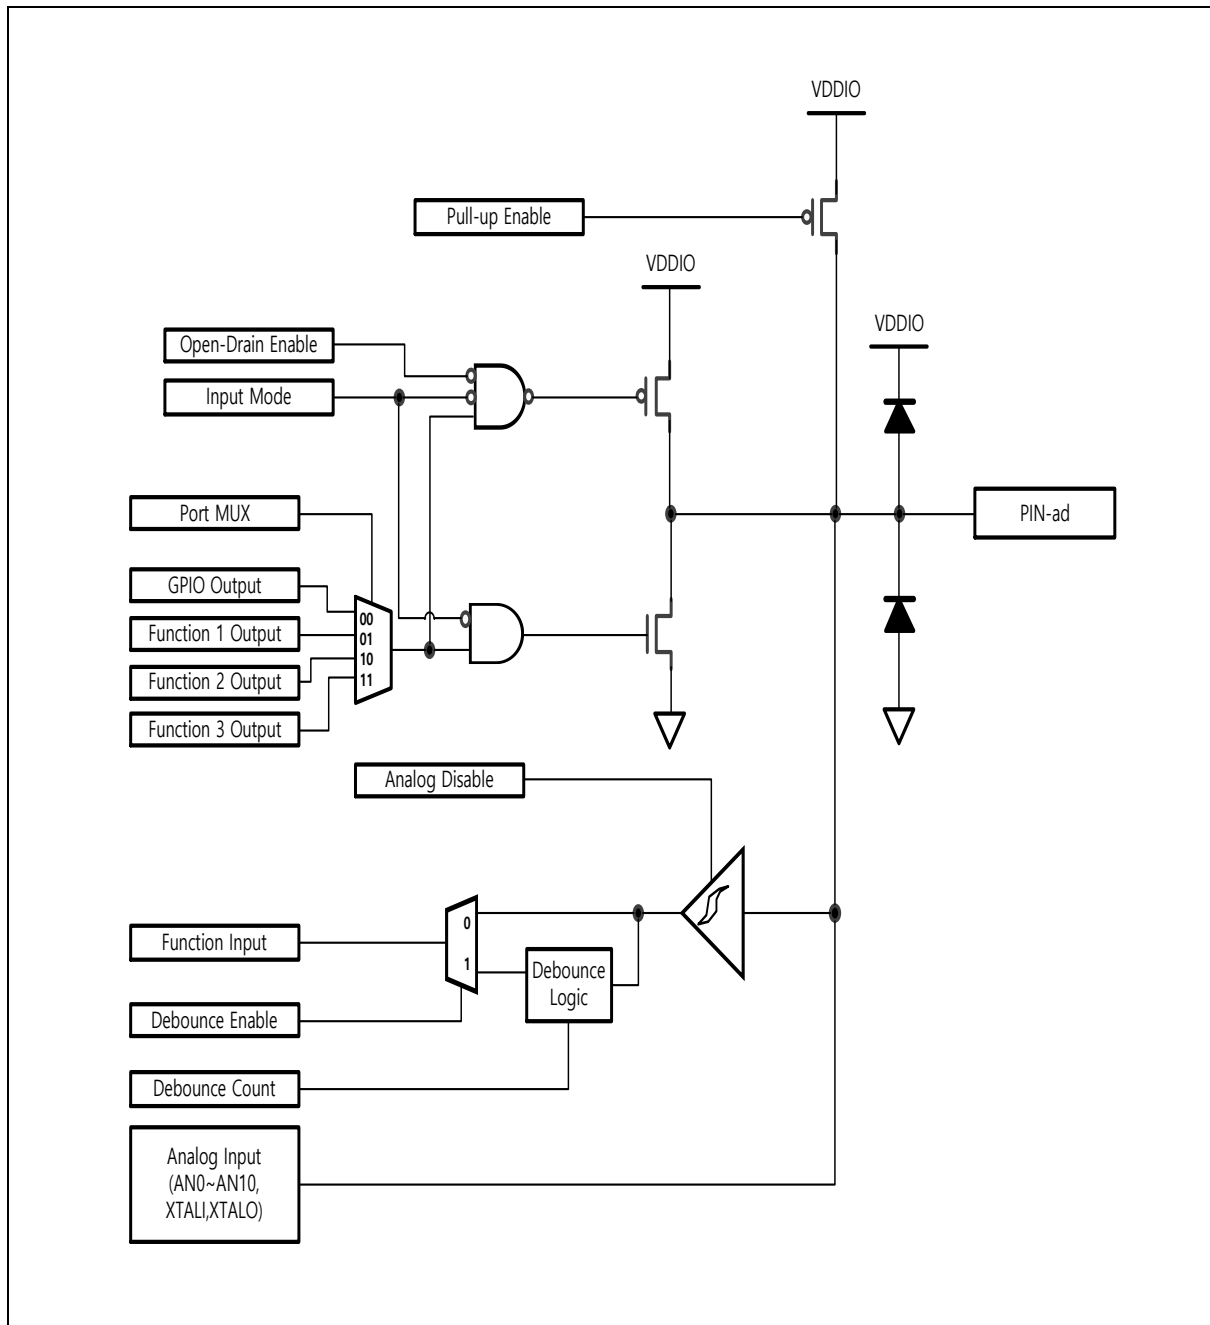 VDDIO
Pull-up Enable
VDDIO
VDDIO
Open-Drain Enable
Input Mode
Port MUX
PIN-ad
GPIO Output
00
Function 1 Output
01
10
Function 2 Output
11
Function 3 Output
Analog Disable
0
Function Input
1
Debounce
Logic
Debounce Enable
Debounce Count
Analog Input
(AN0~AN10,
XTALI,XTALO)